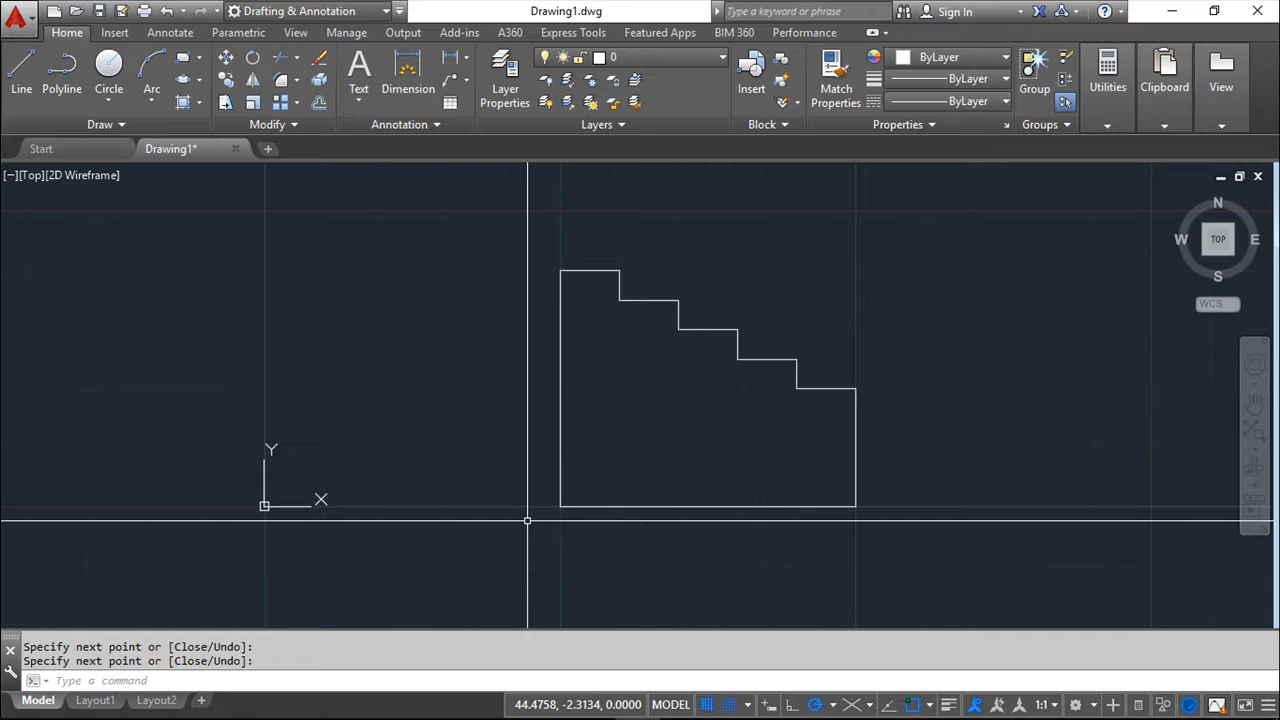 Drafting & Annotation
Drawing1.dwg
Type a keyword or phrase
Sign In
Home Insert Annotate Parametric View Manage Output Add-ins A360 Express Tools Featured Apps BIM 360 Performance
Line Polyline Circle Arc
Text Dimension
Layer Properties
0
Insert
Match Properties
ByLayer
ByLayer
ByLayer
Group
Utilities
Clipboard
View
Draw Modify Annotation Layers Block Properties Groups
Start Drawing1* +
[−][Top][2D Wireframe]
N
W TOP E
S
WCS
Y
X
Specify next point or [Close/Undo]:
Specify next point or [Close/Undo]:
Type a command
Model Layout1 Layout2 +
44.4758, -2.3134, 0.0000 MODEL 1:1